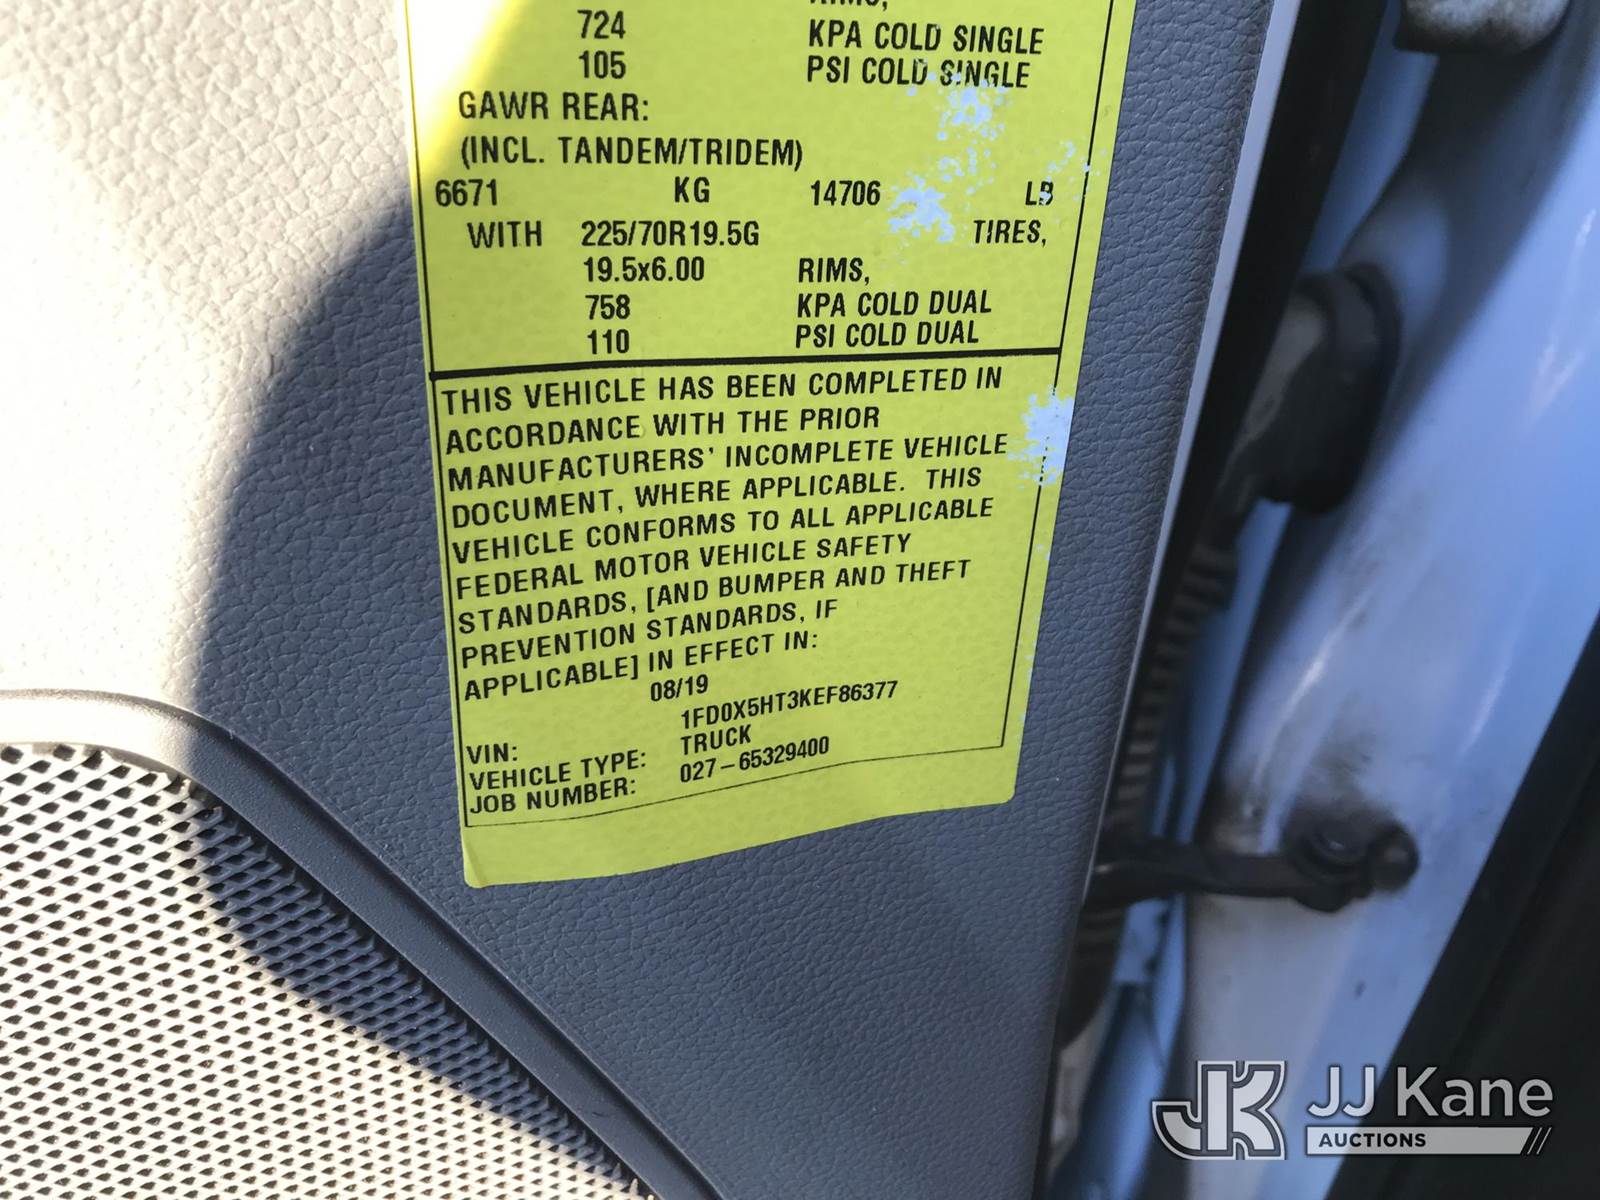 RIMS,
724 KPA COLD SINGLE
105 PSI COLD SINGLE
GAWR REAR:
(INCL. TANDEM/TRIDEM)
6671 KG 14706 LB
WITH 225/70R19.5G TIRES,
19.5x6.00 RIMS,
758 KPA COLD DUAL
110 PSI COLD DUAL
THIS VEHICLE HAS BEEN COMPLETED IN
ACCORDANCE WITH THE PRIOR
MANUFACTURERS' INCOMPLETE VEHICLE
DOCUMENT, WHERE APPLICABLE. THIS
VEHICLE CONFORMS TO ALL APPLICABLE
FEDERAL MOTOR VEHICLE SAFETY
STANDARDS, [AND BUMPER AND THEFT
PREVENTION STANDARDS, IF
APPLICABLE] IN EFFECT IN:
08/19
VIN: 1FD0X5HT3KEF86377
VEHICLE TYPE: TRUCK
JOB NUMBER: 027-65329400
JK JJ Kane
AUCTIONS